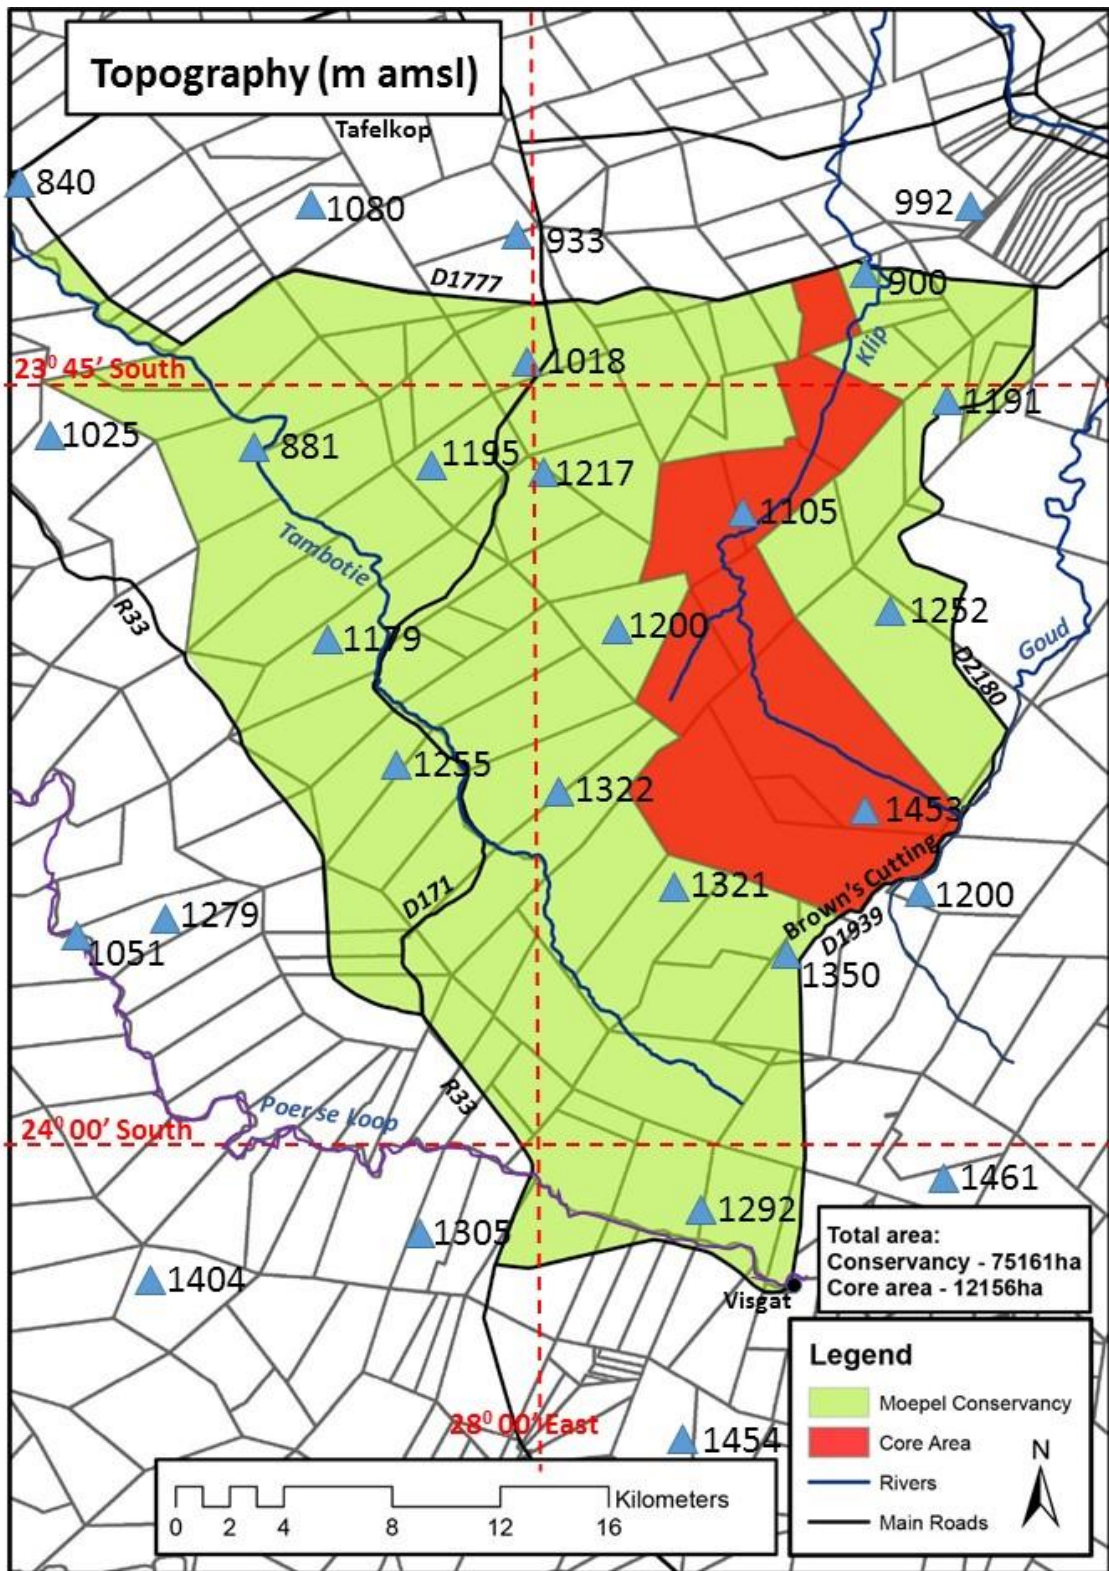 Topography (m amsl)
Tafelkop
840
1080
992
933
D1777
900
Klip
1018
23⁰ 45' South
1191
1025
881
1195
1217
1105
Tambotie
R33
1179
1200
1252
Goud
D2180
1255
1322
1453
Brown's Cutting
D171
1321
1200
D1939
1279
1051
1350
R33
Poer se Loop
24⁰ 00' South
1461
1292
1305
Total area:
Conservancy - 75161ha
Core area - 12156ha
1404
Visgat
28⁰ 00' East
1454
Legend
Moepel Conservancy
Core Area
Rivers
Main Roads
N
Kilometers
0 2 4 8 12 16